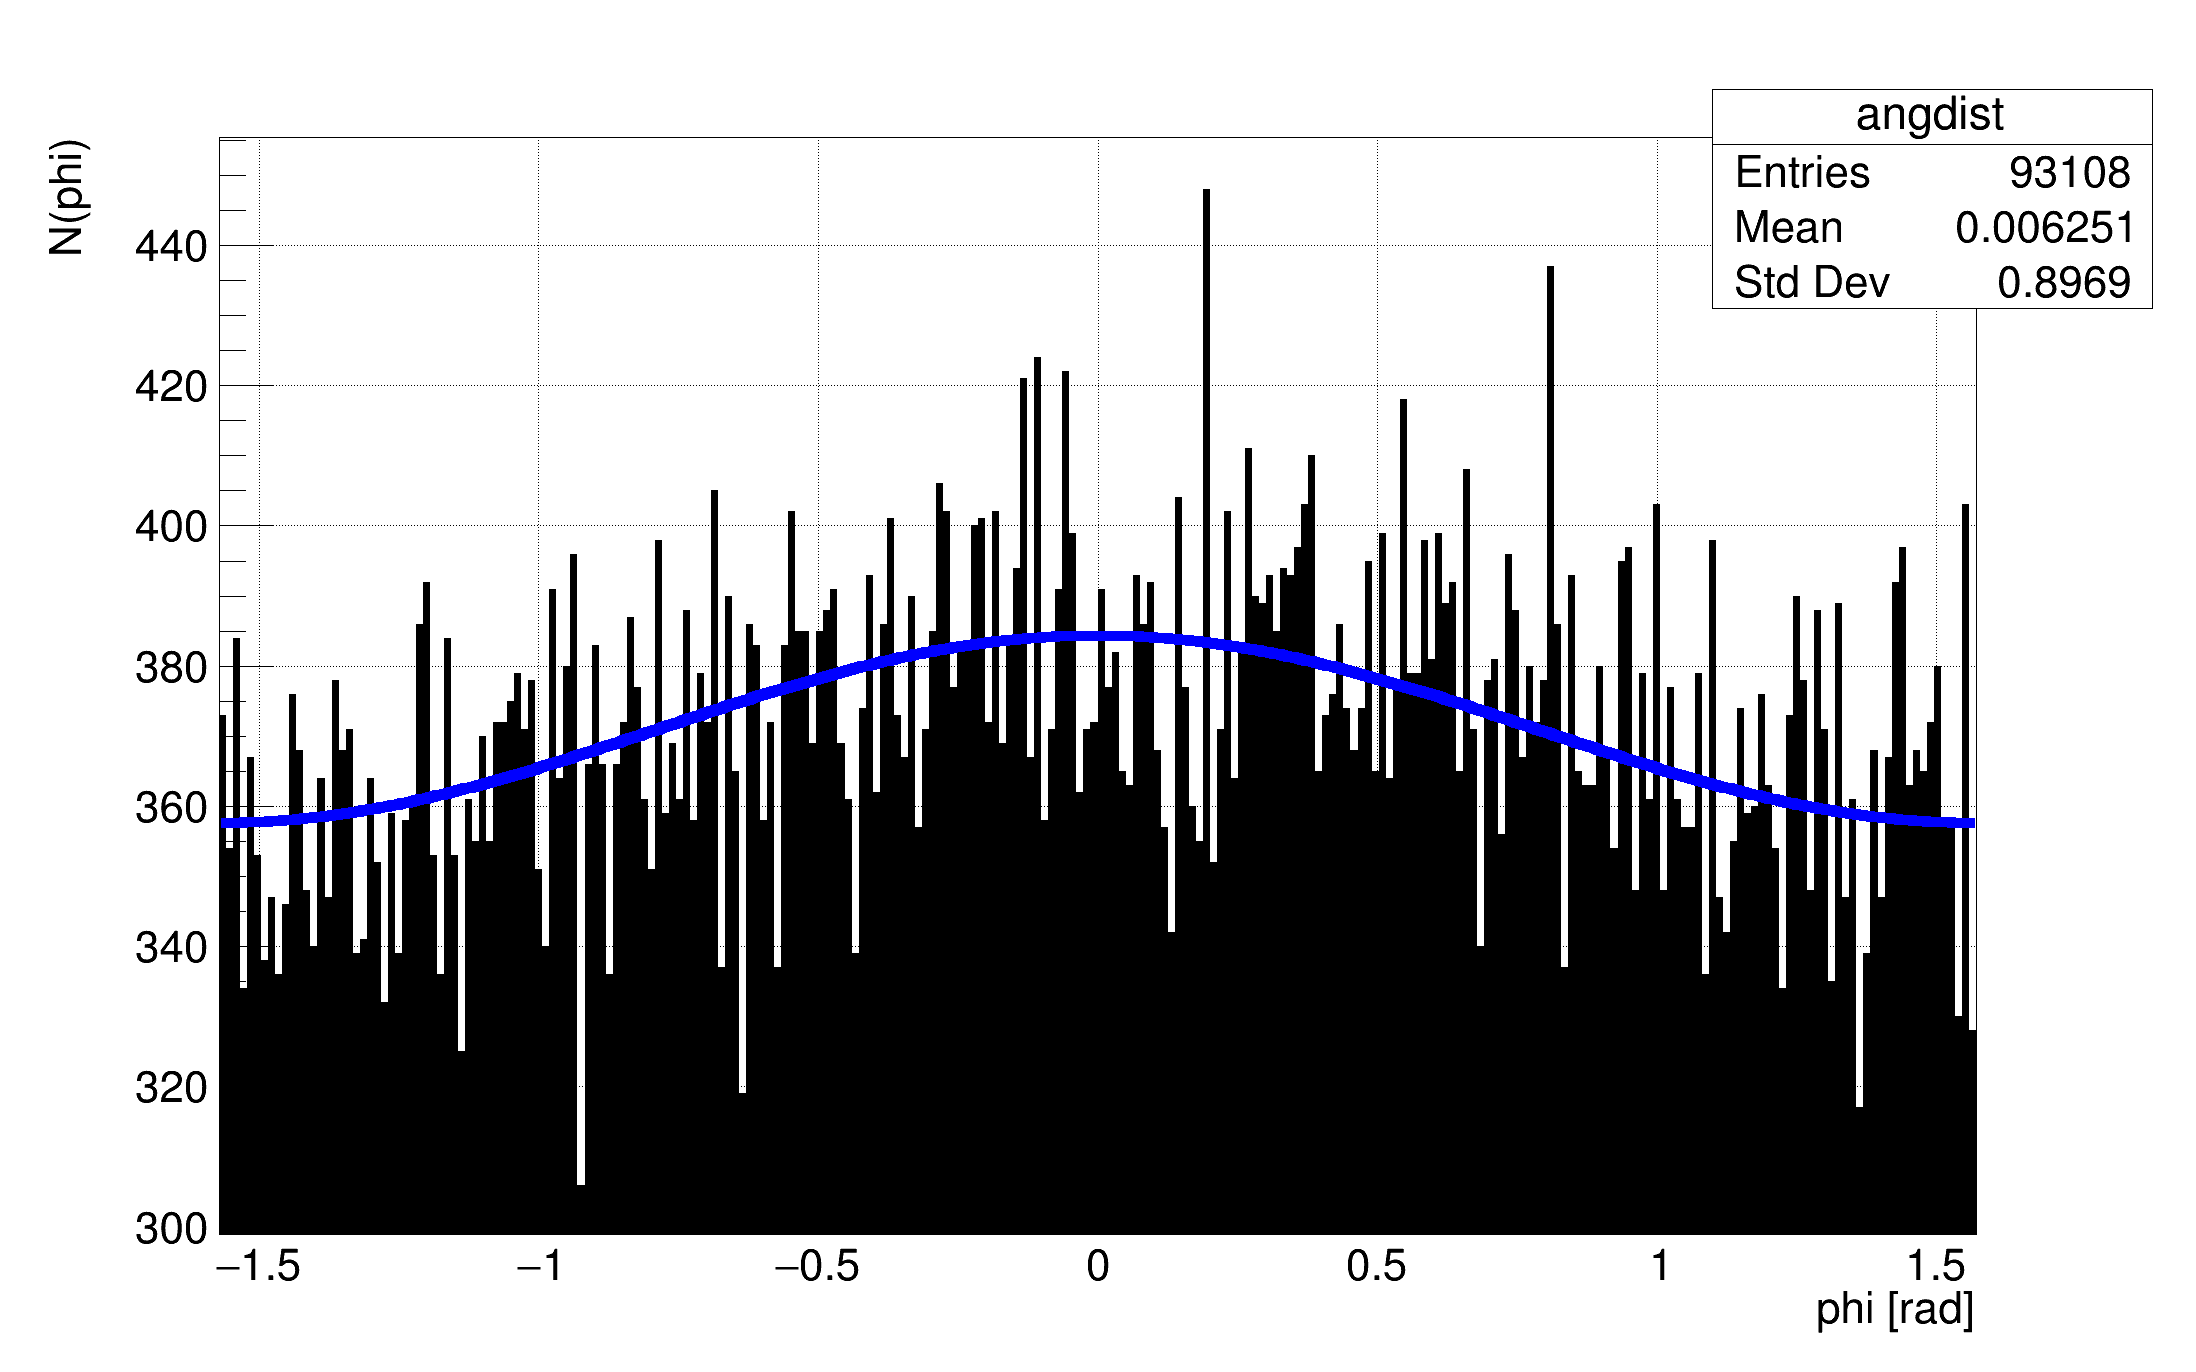 angdist
Entries 93108
Mean 0.006251
Std Dev 0.8969
N(phi)
440
420
400
380
360
340
320
300
−1.5 −1 −0.5 0 0.5 1 1.5
phi [rad]